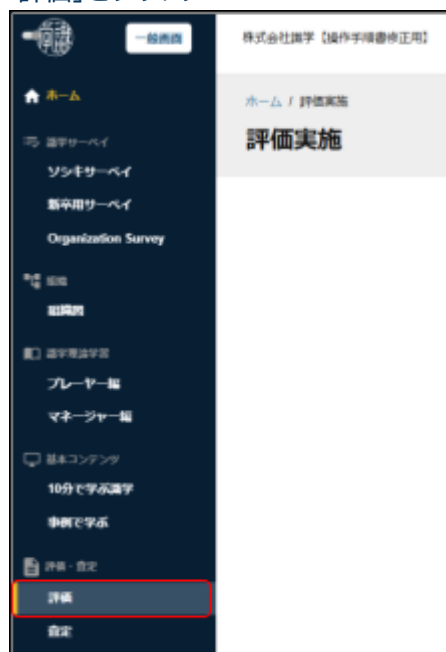 評価」をクリック
一般画面
株式会社識学【操作手順書修正用】
ホーム
ホーム / 評価実施
評価実施
識学サーベイ
ソシキサーベイ
新卒用サーベイ
Organization Survey
組織
組織図
識学理論学習
プレーヤー編
マネージャー編
基本コンテンツ
10分で学ぶ識学
事例で学ぶ
評価・査定
評価
査定